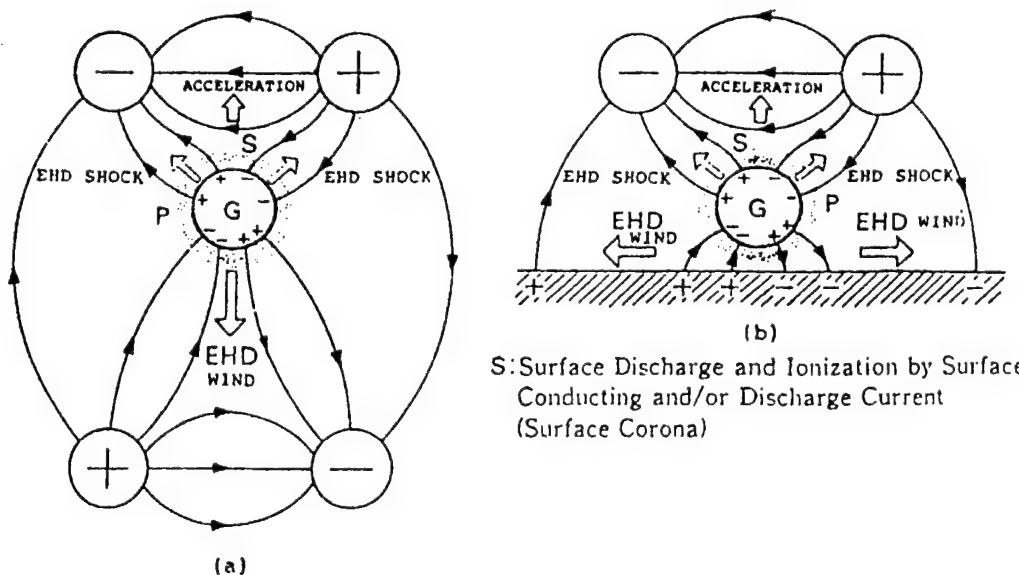 − +
ACCELERATION
S
EHD SHOCK EHD SHOCK
+ − −
P + G
− − + +
EHD
WIND
+ −
(a)
− +
ACCELERATION
S
EHD SHOCK EHD SHOCK
+ − −
+ G P
− − + +
EHD WIND EHD WIND
+ + + − − −
(b)
S:Surface Discharge and Ionization by Surface
Conducting and/or Discharge Current
(Surface Corona)